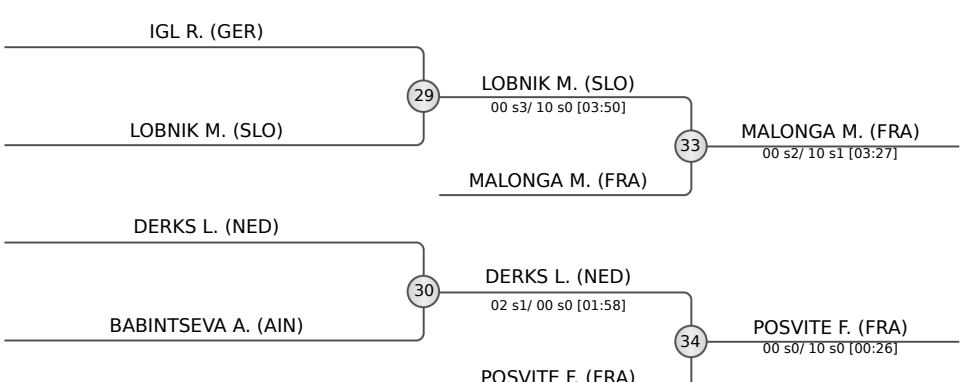 IGL R. (GER)
29
LOBNIK M. (SLO)
00 s3/ 10 s0 [03:50]
LOBNIK M. (SLO)
33
MALONGA M. (FRA)
00 s2/ 10 s1 [03:27]
MALONGA M. (FRA)
DERKS L. (NED)
30
DERKS L. (NED)
02 s1/ 00 s0 [01:58]
BABINTSEVA A. (AIN)
34
POSVITE F. (FRA)
00 s0/ 10 s0 [00:26]
POSVITE F. (FRA)